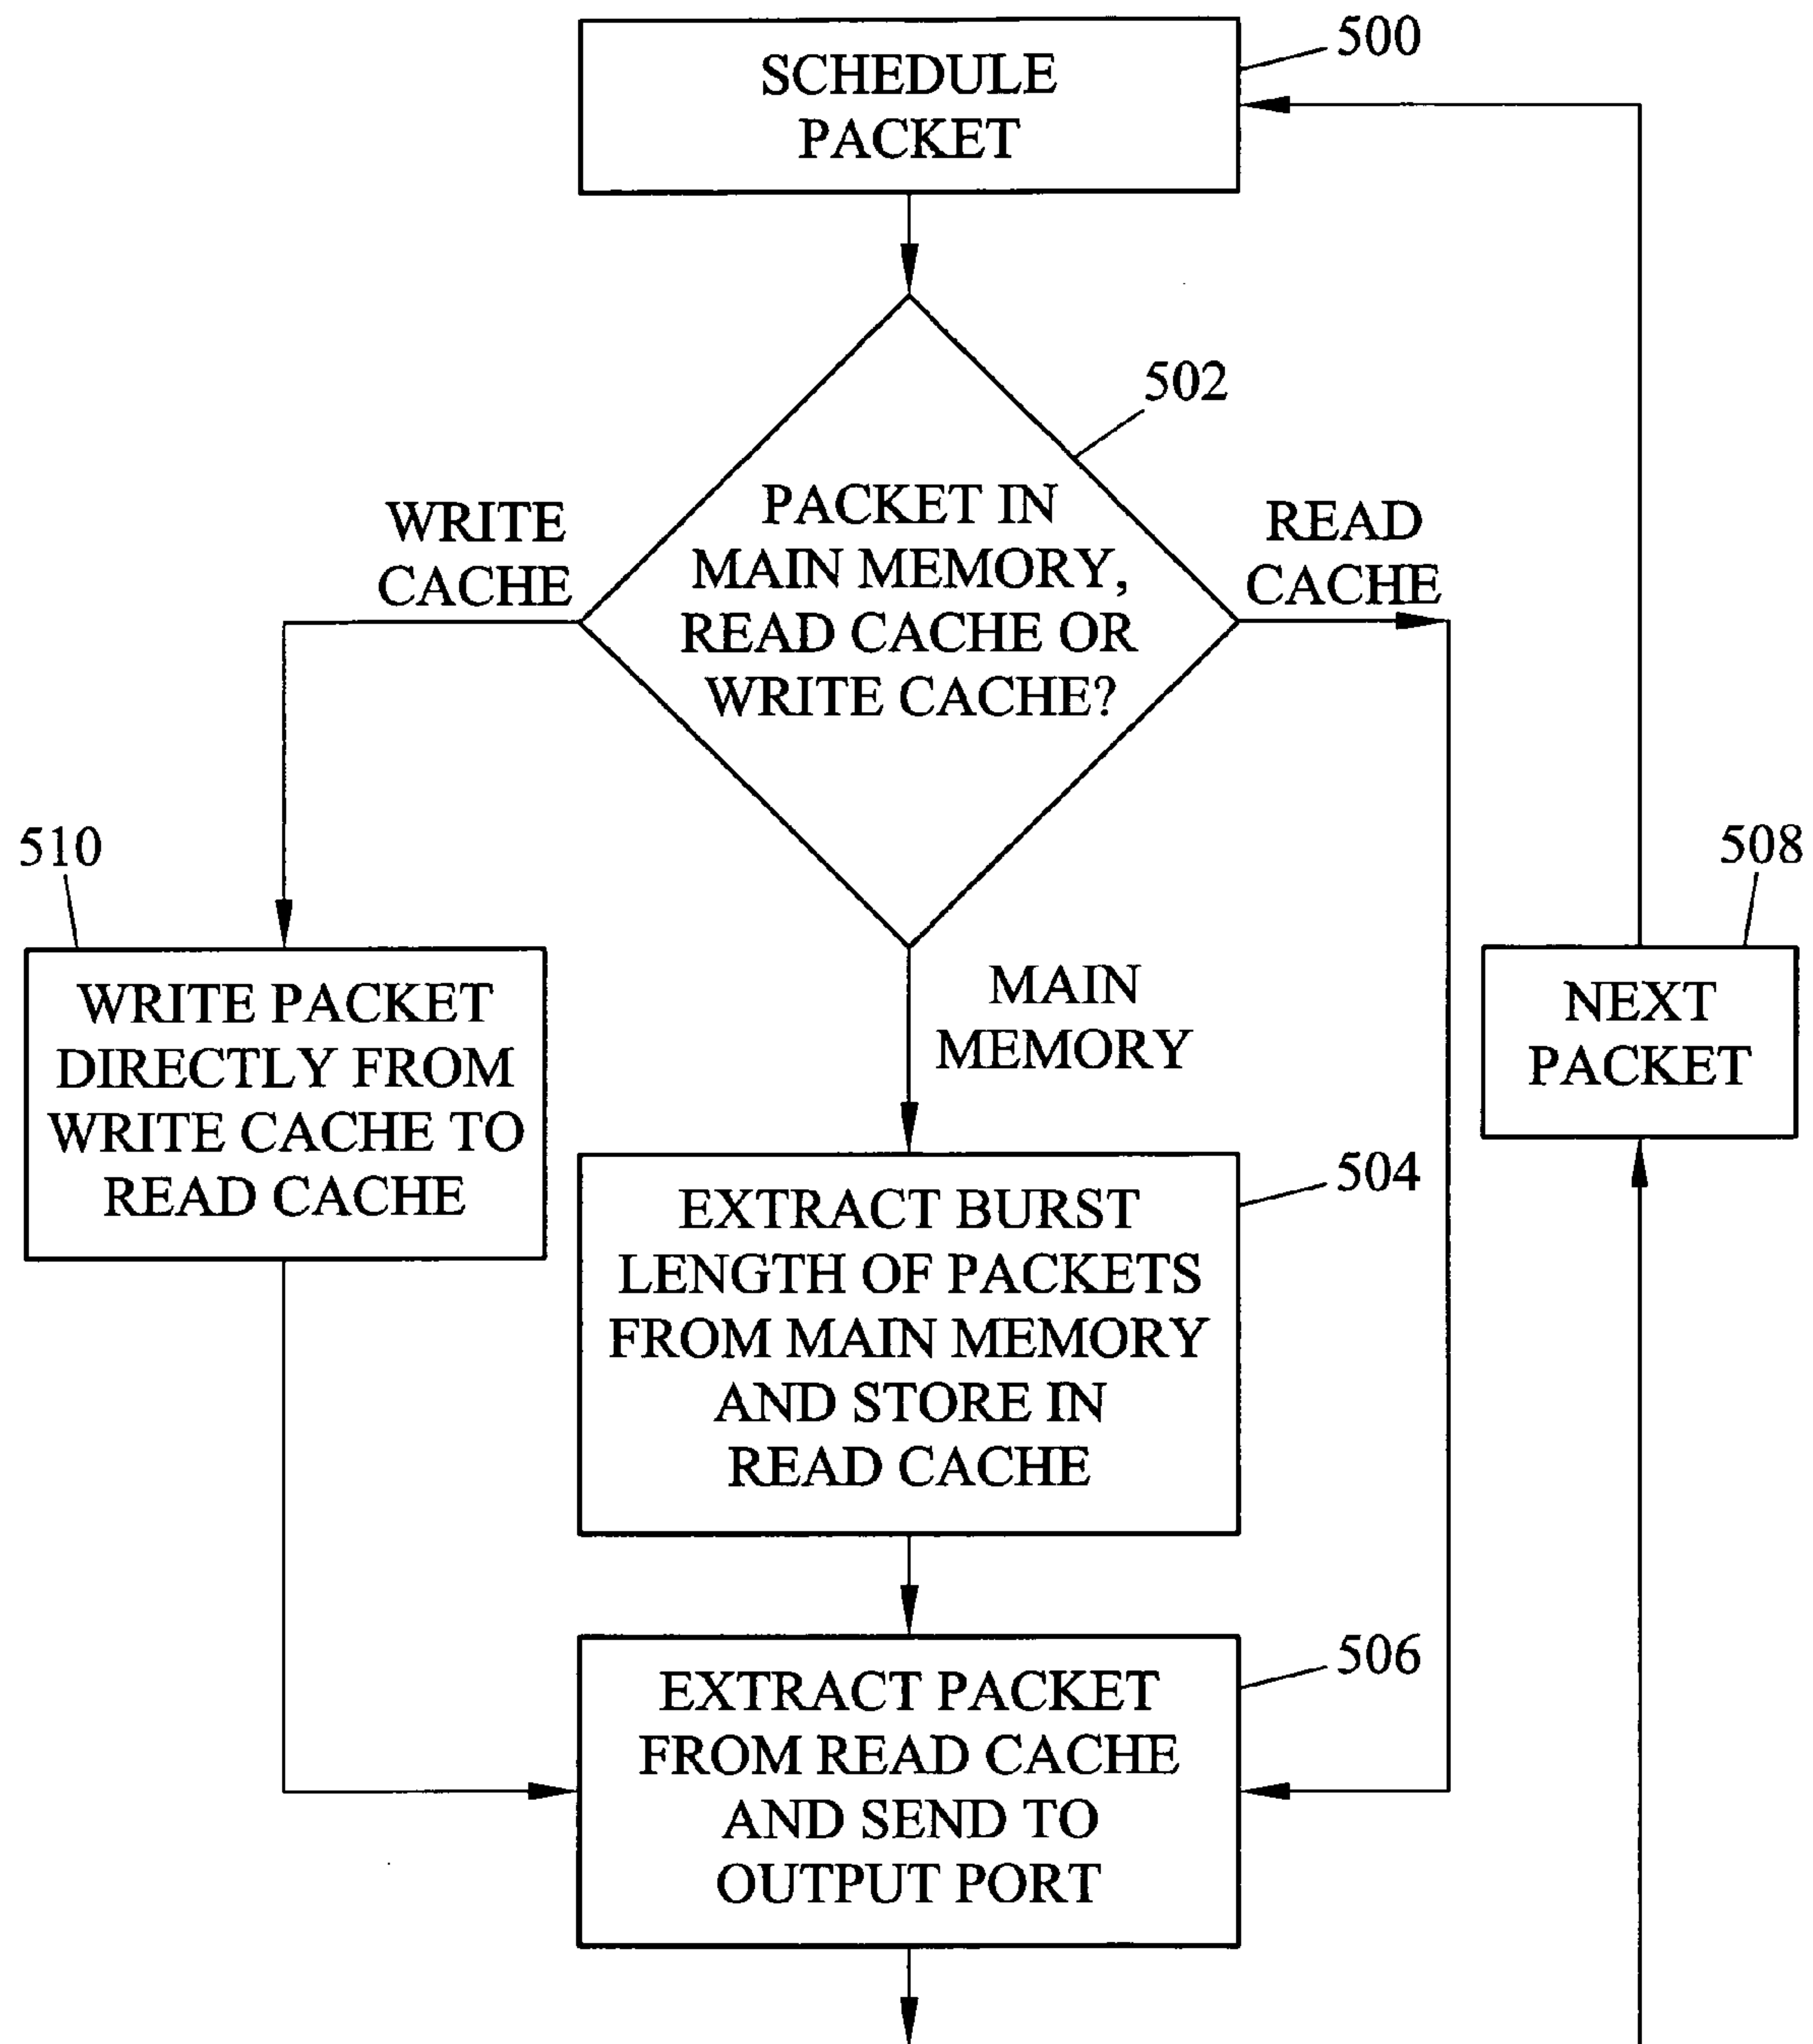 SCHEDULE
PACKET
500
502
PACKET IN
MAIN MEMORY,
READ CACHE OR
WRITE CACHE?
WRITE
CACHE
READ
CACHE
510
WRITE PACKET
DIRECTLY FROM
WRITE CACHE TO
READ CACHE
MAIN
MEMORY
508
NEXT
PACKET
504
EXTRACT BURST
LENGTH OF PACKETS
FROM MAIN MEMORY
AND STORE IN
READ CACHE
506
EXTRACT PACKET
FROM READ CACHE
AND SEND TO
OUTPUT PORT